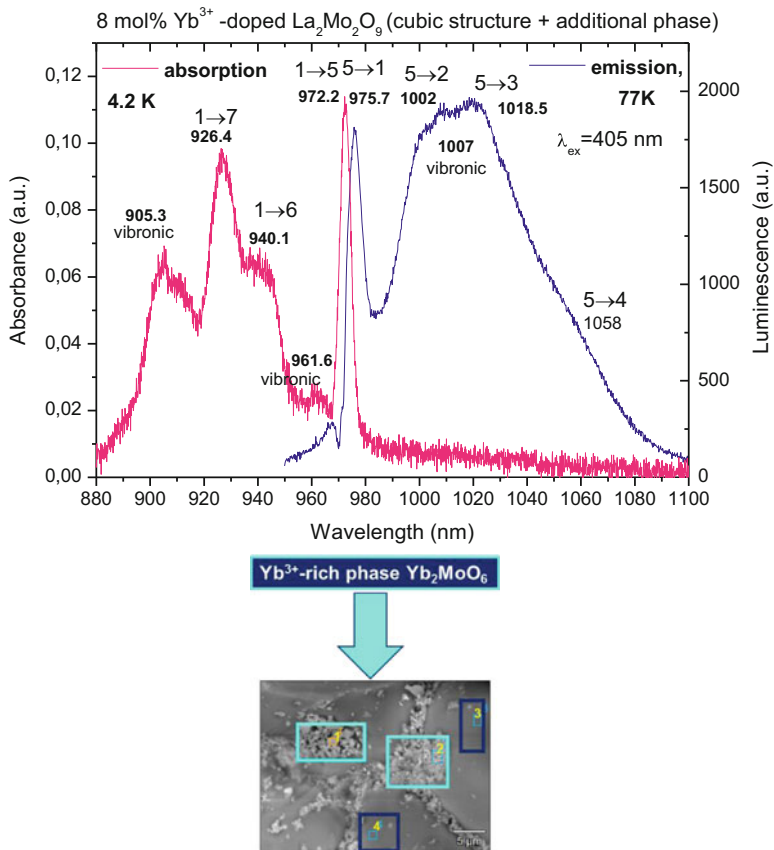 8 mol% Yb³⁺ -doped La₂Mo₂O₉ (cubic structure + additional phase)
absorption
4.2 K
emission,
77K
λₑₓ=405 nm
1→7
926.4
1→5
972.2
5→1
975.7
5→2
1002
5→3
1018.5
1007
vibronic
905.3
vibronic
1→6
940.1
961.6
vibronic
5→4
1058
Absorbance (a.u.)
0,12
0,10
0,08
0,06
0,04
0,02
0,00
Luminescence (a.u.)
2000
1500
1000
500
0
880 900 920 940 960 980 1000 1020 1040 1060 1080 1100
Wavelength (nm)
Yb³⁺-rich phase Yb₂MoO₆
1
2
3
4